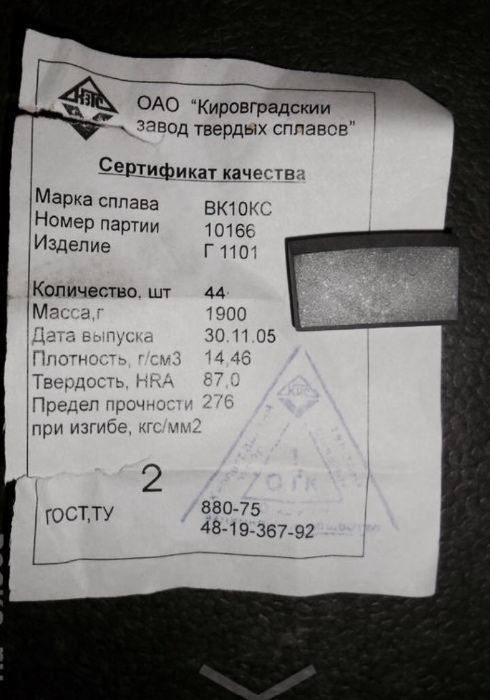 КЗТС
ОАО "Кировградскии
завод твердых сплавов"
Сертификат качества
Марка сплава ВК10КС
Номер партии 10166
Изделие Г 1101
Количество, шт 44
Масса,г 1900
Дата выпуска 30.11.05
Плотность, г/см3 14,46
Твердость, HRA 87,0
Предел прочности 276
при изгибе, кгс/мм2
2
ГОСТ,ТУ 880-75
48-19-367-92
КЗТС
1
ОТК